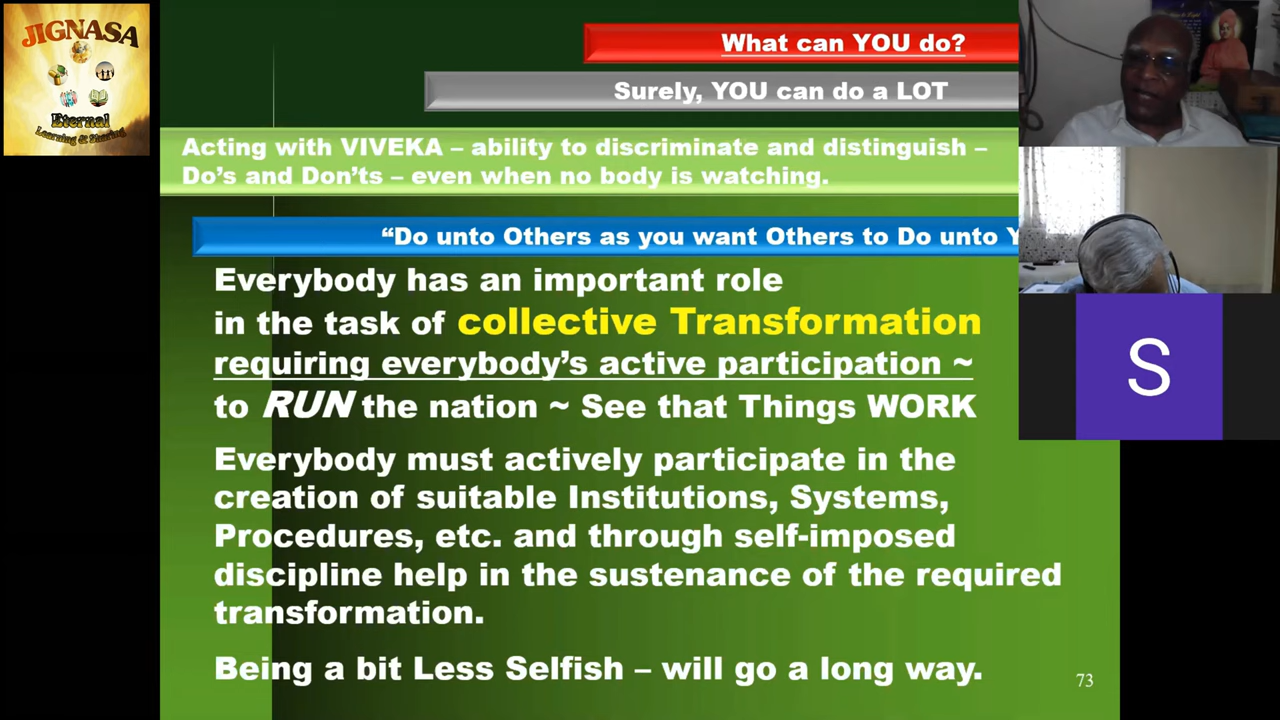 JIGNASA
Eternal
Learning & Sharing
What can YOU do?
Surely, YOU can do a LOT
Acting with VIVEKA – ability to discriminate and distinguish –
Do's and Don'ts – even when no body is watching.
“Do unto Others as you want Others to Do unto
Everybody has an important role
in the task of collective Transformation
requiring everybody's active participation ~
to RUN the nation ~ See that Things WORK
Everybody must actively participate in the
creation of suitable Institutions, Systems,
Procedures, etc. and through self-imposed
discipline help in the sustenance of the required
transformation.
Being a bit Less Selfish – will go a long way.
73
S